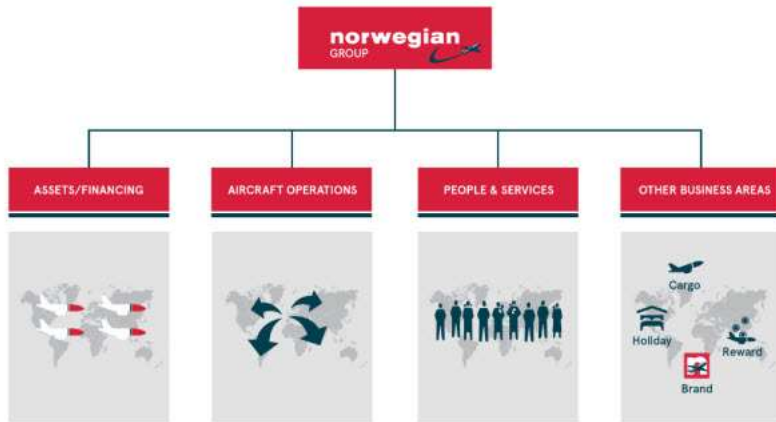 norwegian
GROUP
ASSETS/FINANCING
AIRCRAFT OPERATIONS
PEOPLE & SERVICES
OTHER BUSINESS AREAS
Cargo
Holiday
Reward
Brand